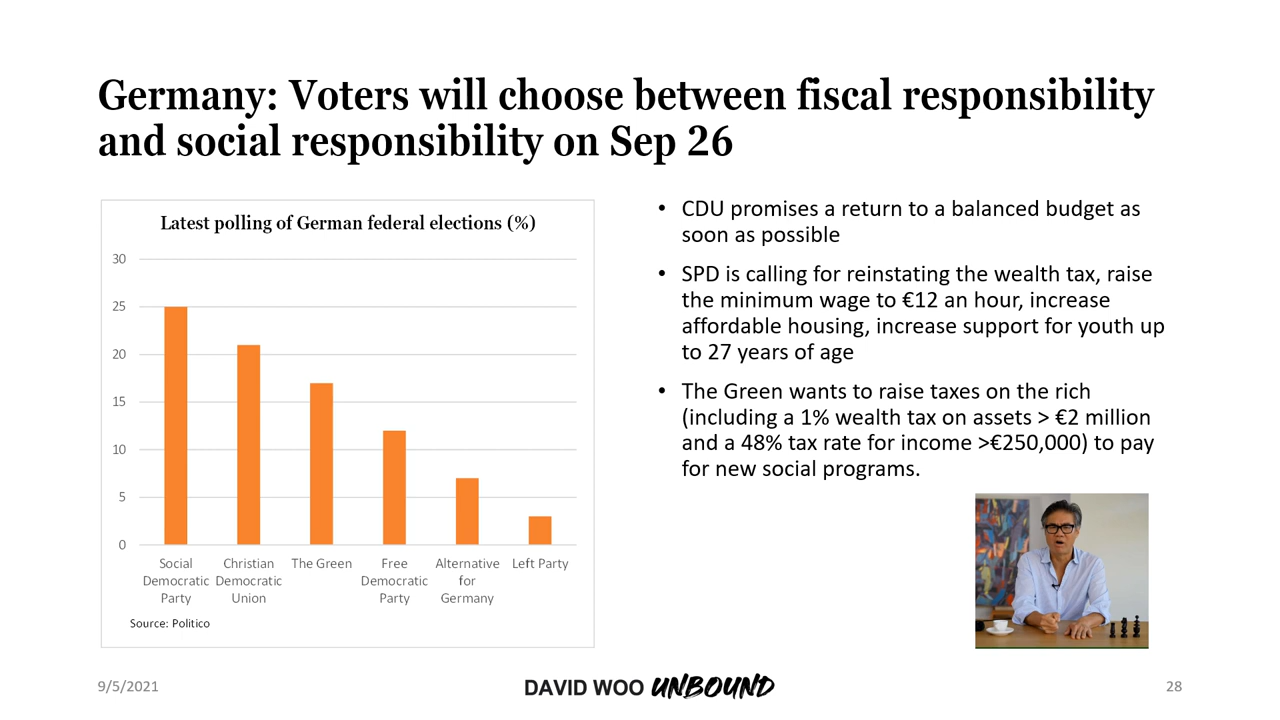 Germany: Voters will choose between fiscal responsibility
and social responsibility on Sep 26
Latest polling of German federal elections (%)
30
25
20
15
10
5
0
Social
Democratic
Party
Christian
Democratic
Union
The Green
Free
Democratic
Party
Alternative
for
Germany
Left Party
Source: Politico
• CDU promises a return to a balanced budget as
soon as possible
• SPD is calling for reinstating the wealth tax, raise
the minimum wage to €12 an hour, increase
affordable housing, increase support for youth up
to 27 years of age
• The Green wants to raise taxes on the rich
(including a 1% wealth tax on assets > €2 million
and a 48% tax rate for income >€250,000) to pay
for new social programs.
9/5/2021
DAVID WOO UNBOUND
28